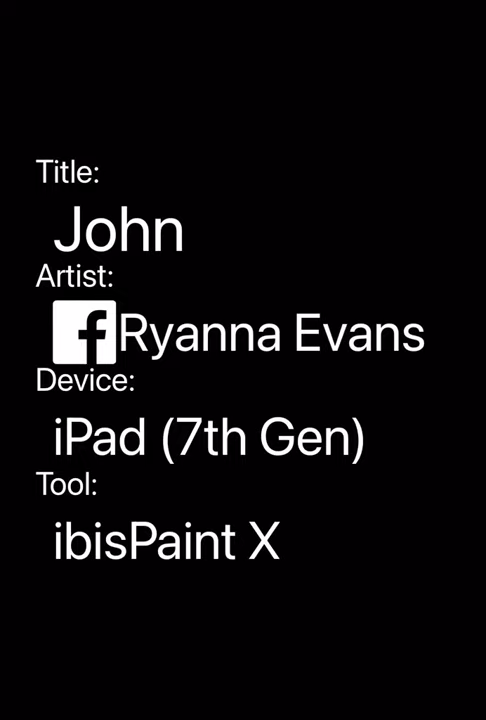 Title:
John
Artist:
Ryanna Evans
Device:
iPad (7th Gen)
Tool:
ibisPaint X